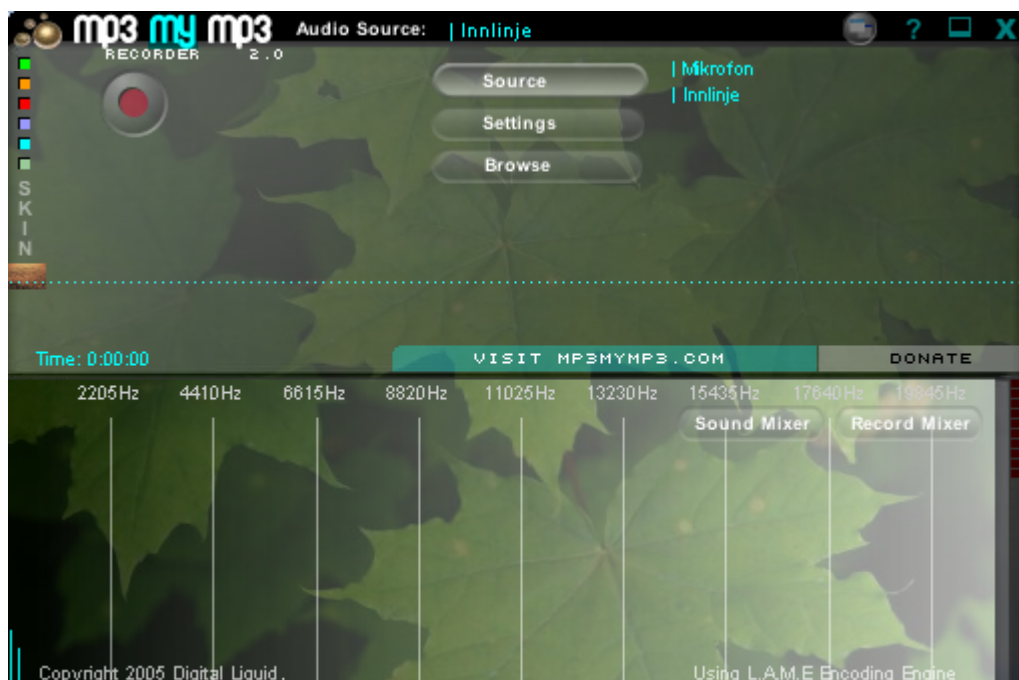 mp3 my mp3 Audio Source: | Innlinje ? X
RECORDER 2.0
Source | Mikrofon
| Innlinje
Settings
Browse
SKIN
Time: 0:00:00 VISIT MP3MYMP3.COM DONATE
2205Hz 4410Hz 6615Hz 8820Hz 11025Hz 13230Hz 15435Hz 17640Hz 19845Hz
Sound Mixer Record Mixer
Copyright 2005 Digital Liquid. Using L.A.M.E Encoding Engine